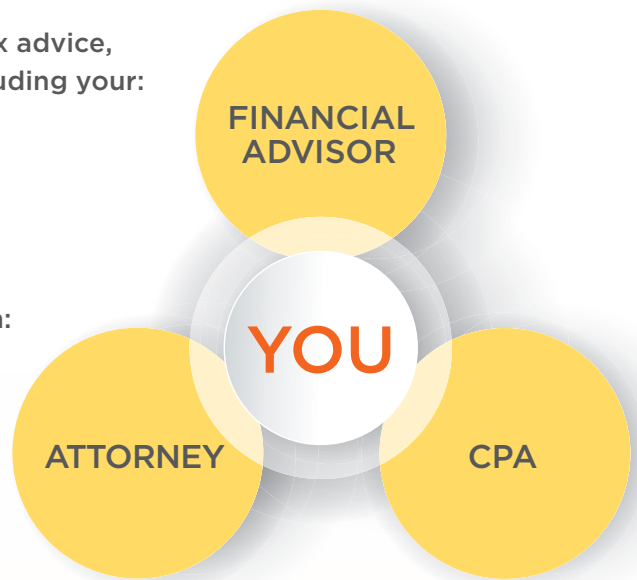 x advice,
uding your:
FINANCIAL
ADVISOR
:
YOU
ATTORNEY
CPA